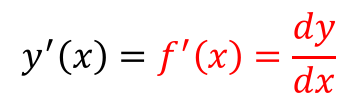 y'(x) = f'(x) = dy/dx